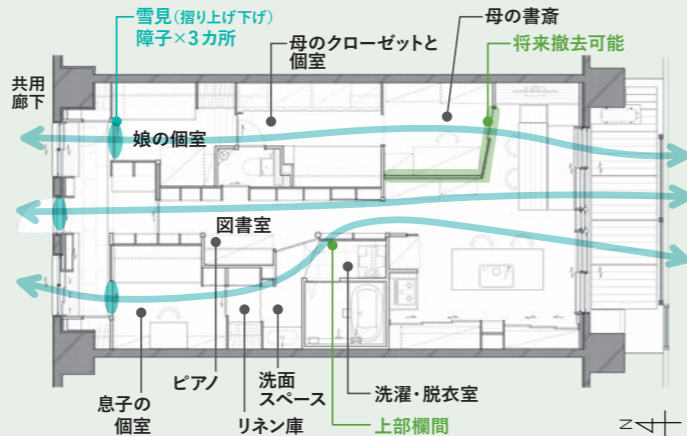 雪見（摺り上げ下げ）
障子×3カ所
母のクローゼットと
個室
母の書斎
将来撤去可能
共用
廊下
娘の個室
図書室
ピアノ
洗面
スペース
洗濯・脱衣室
息子の
個室
リネン庫
上部欄間
N